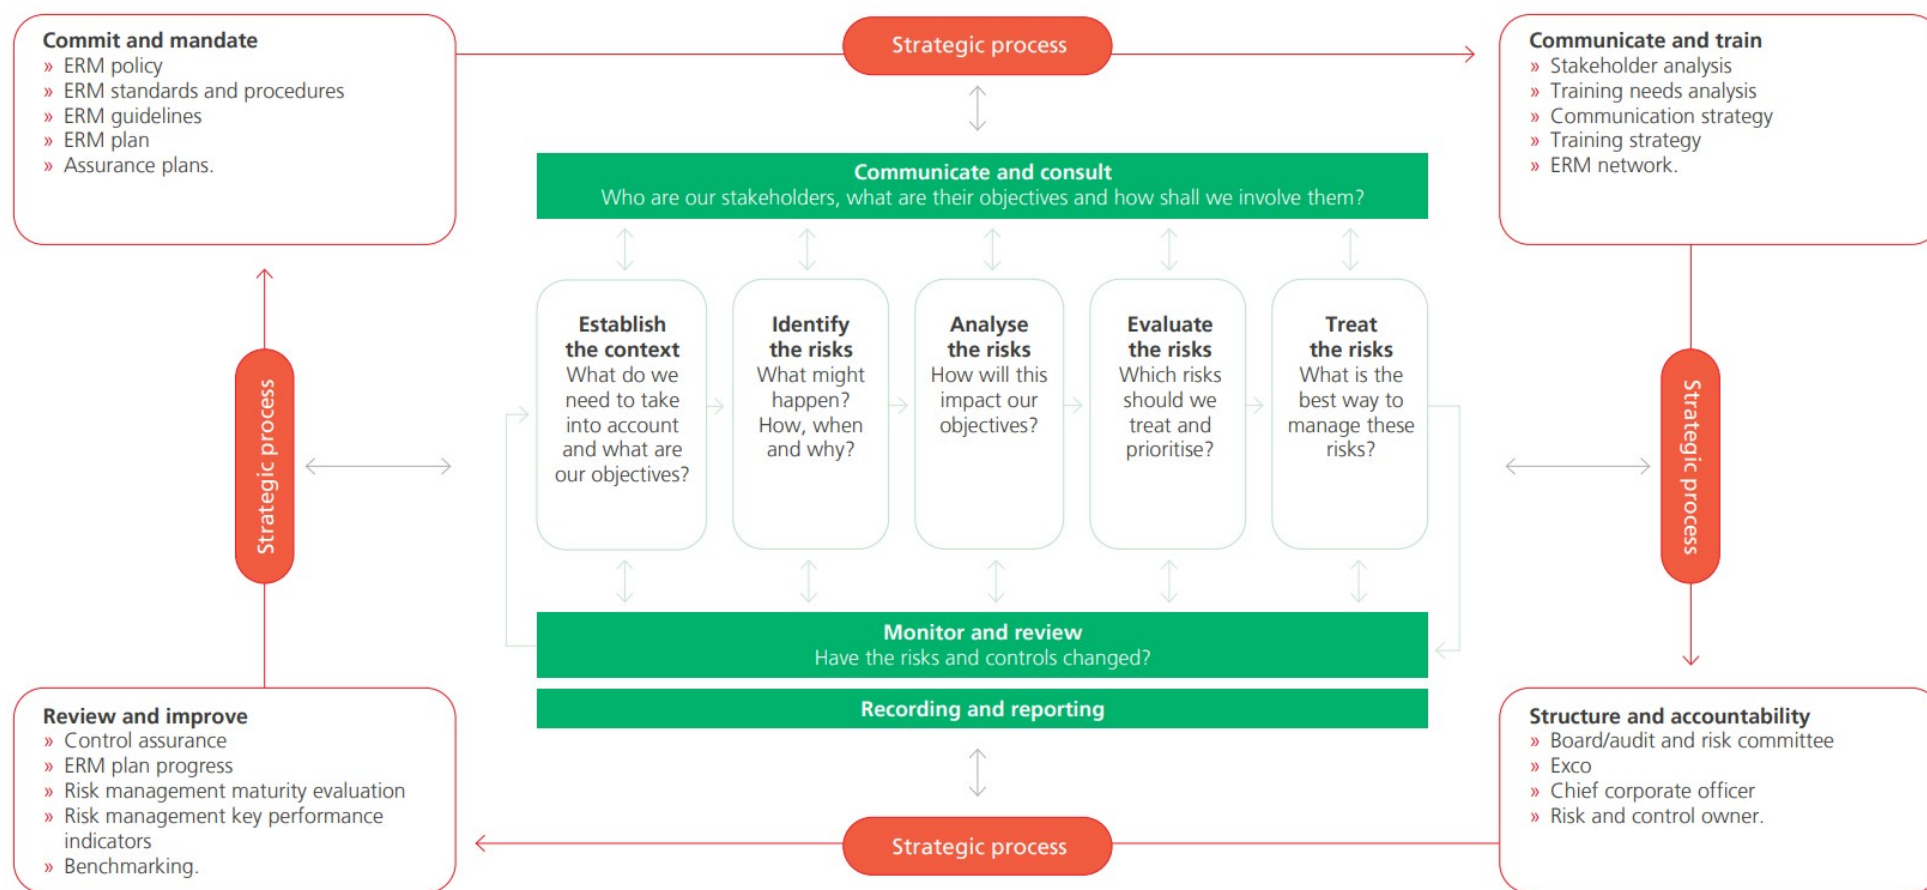 Commit and mandate
» ERM policy
» ERM standards and procedures
» ERM guidelines
» ERM plan
» Assurance plans.
Strategic process
Communicate and train
» Stakeholder analysis
» Training needs analysis
» Communication strategy
» Training strategy
» ERM network.
Communicate and consult
Who are our stakeholders, what are their objectives and how shall we involve them?
Strategic process
Establish
the context
What do we
need to take
into account
and what are
our objectives?
Identify
the risks
What might
happen?
How, when
and why?
Analyse
the risks
How will this
impact our
objectives?
Evaluate
the risks
Which risks
should we
treat and
prioritise?
Treat
the risks
What is the
best way to
manage these
risks?
Strategic process
Monitor and review
Have the risks and controls changed?
Recording and reporting
Review and improve
» Control assurance
» ERM plan progress
» Risk management maturity evaluation
» Risk management key performance
indicators
» Benchmarking.
Strategic process
Structure and accountability
» Board/audit and risk committee
» Exco
» Chief corporate officer
» Risk and control owner.